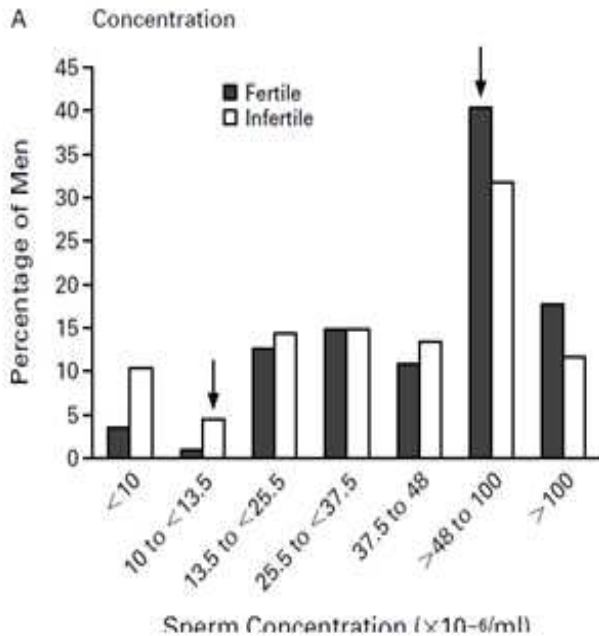 A Concentration
45
40
35
30
25
20
15
10
5
0
Percentage of Men
Fertile
Infertile
<10
10 to <13.5
13.5 to <25.5
25.5 to <37.5
37.5 to 48
>48 to 100
>100
Sperm Concentration (×10–6/ml)